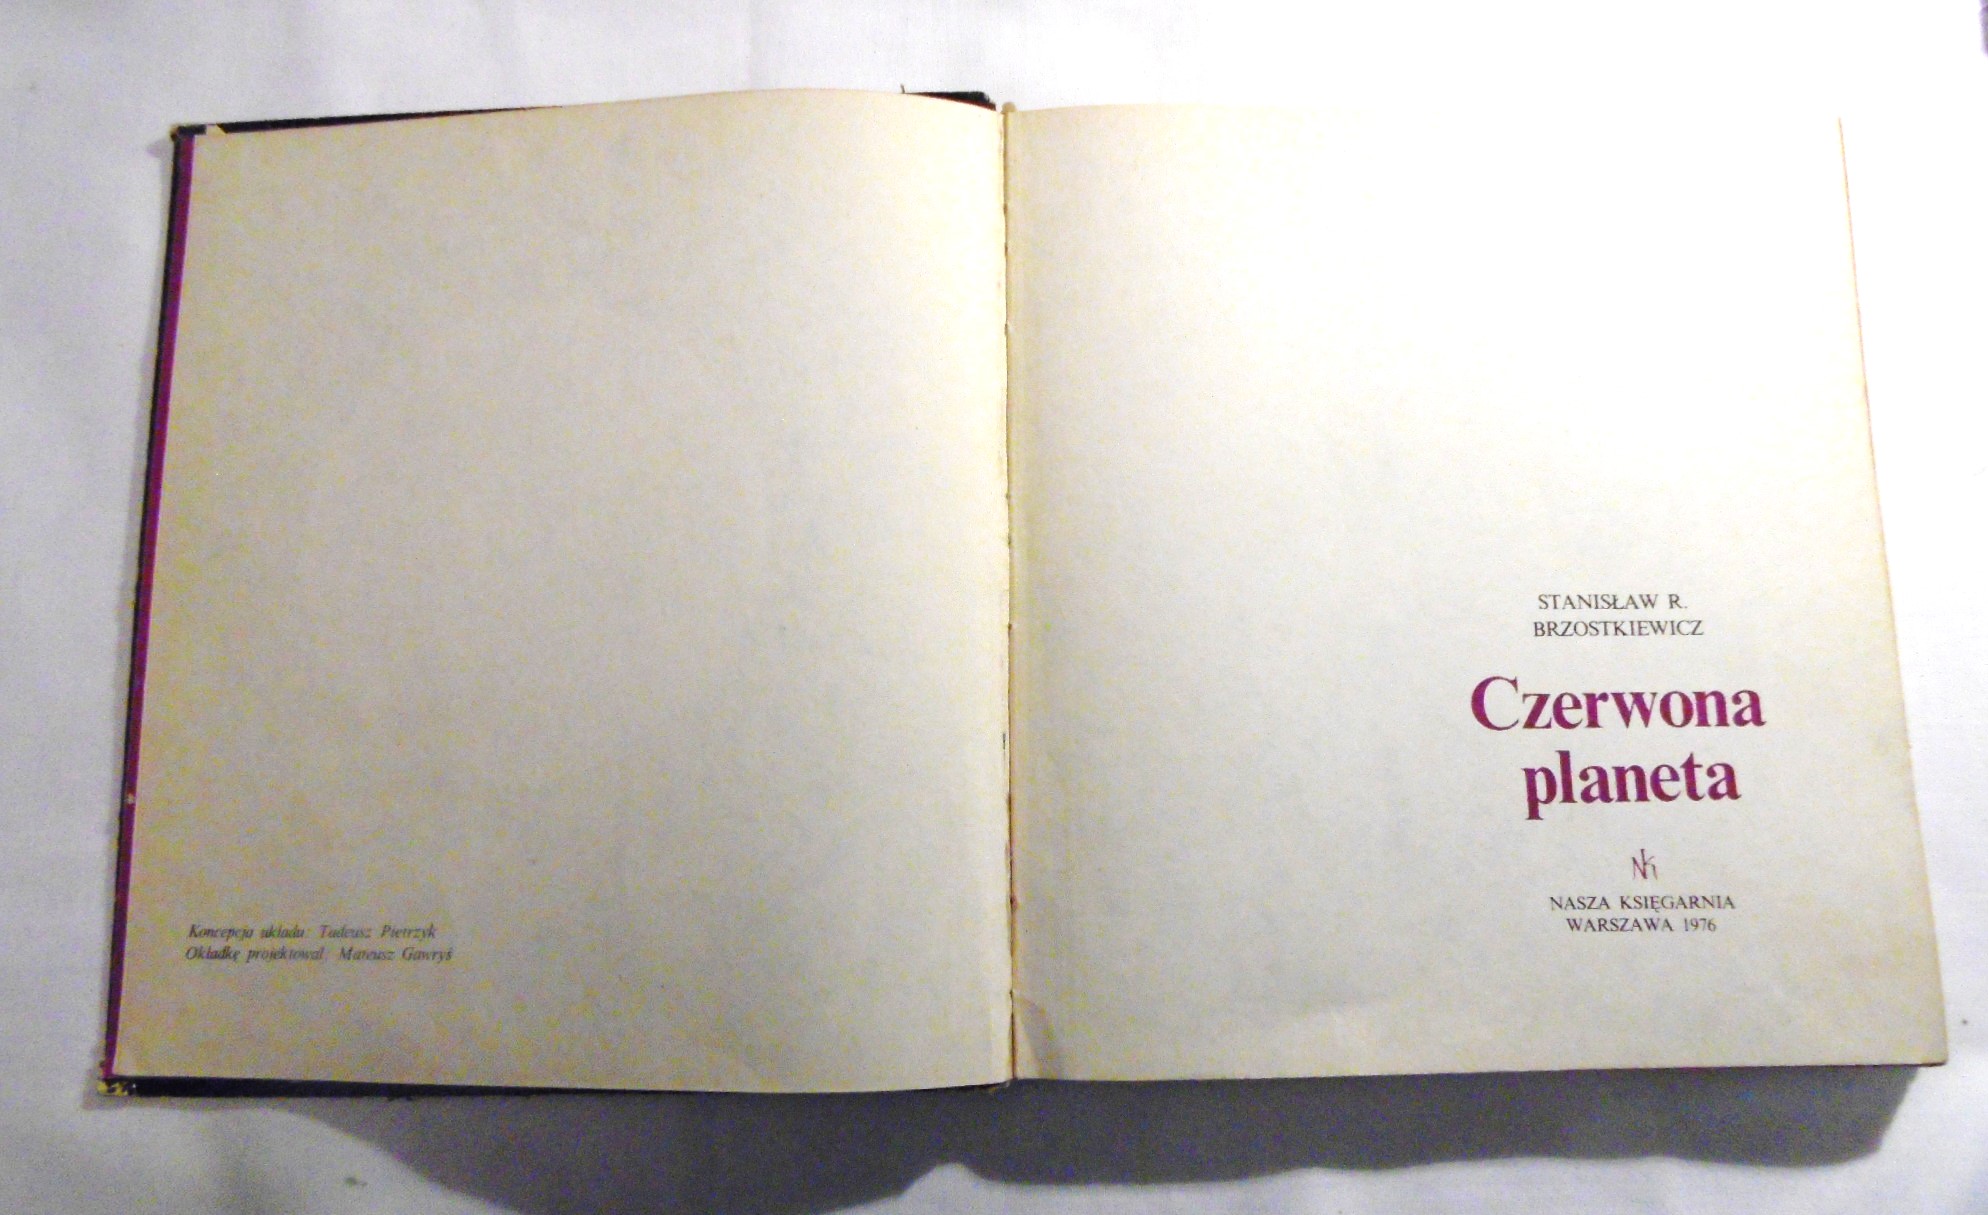 Koncepcja układu: Tadeusz Pietrzyk
Okładkę projektował: Mateusz Gawryś
STANISŁAW R.
BRZOSTKIEWICZ
Czerwona
planeta
NK
NASZA KSIĘGARNIA
WARSZAWA 1976